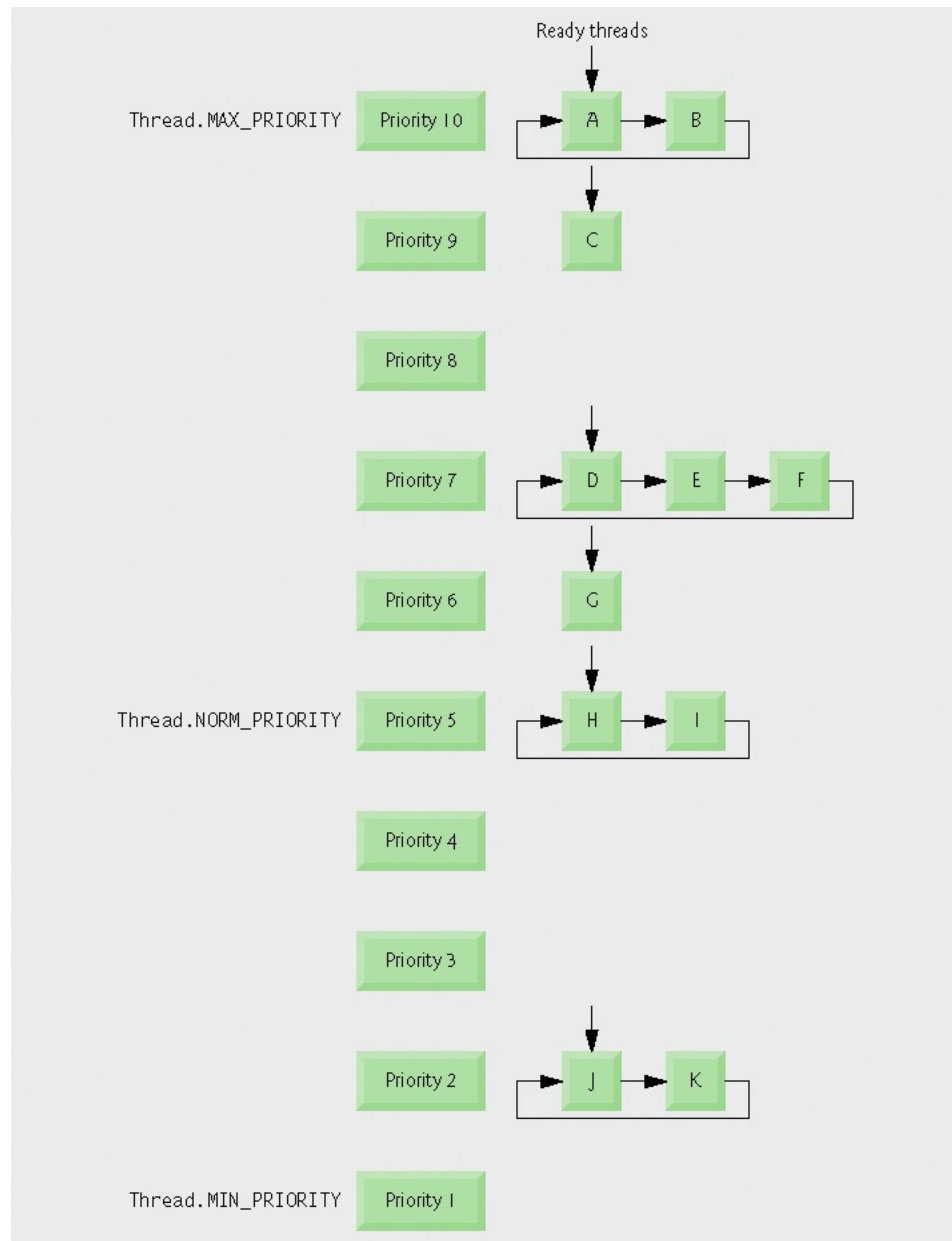 Ready threads
Thread.MAX_PRIORITY Priority 10 A B
Priority 9 C
Priority 8
Priority 7 D E F
Priority 6 G
Thread.NORM_PRIORITY Priority 5 H I
Priority 4
Priority 3
Priority 2 J K
Thread.MIN_PRIORITY Priority 1